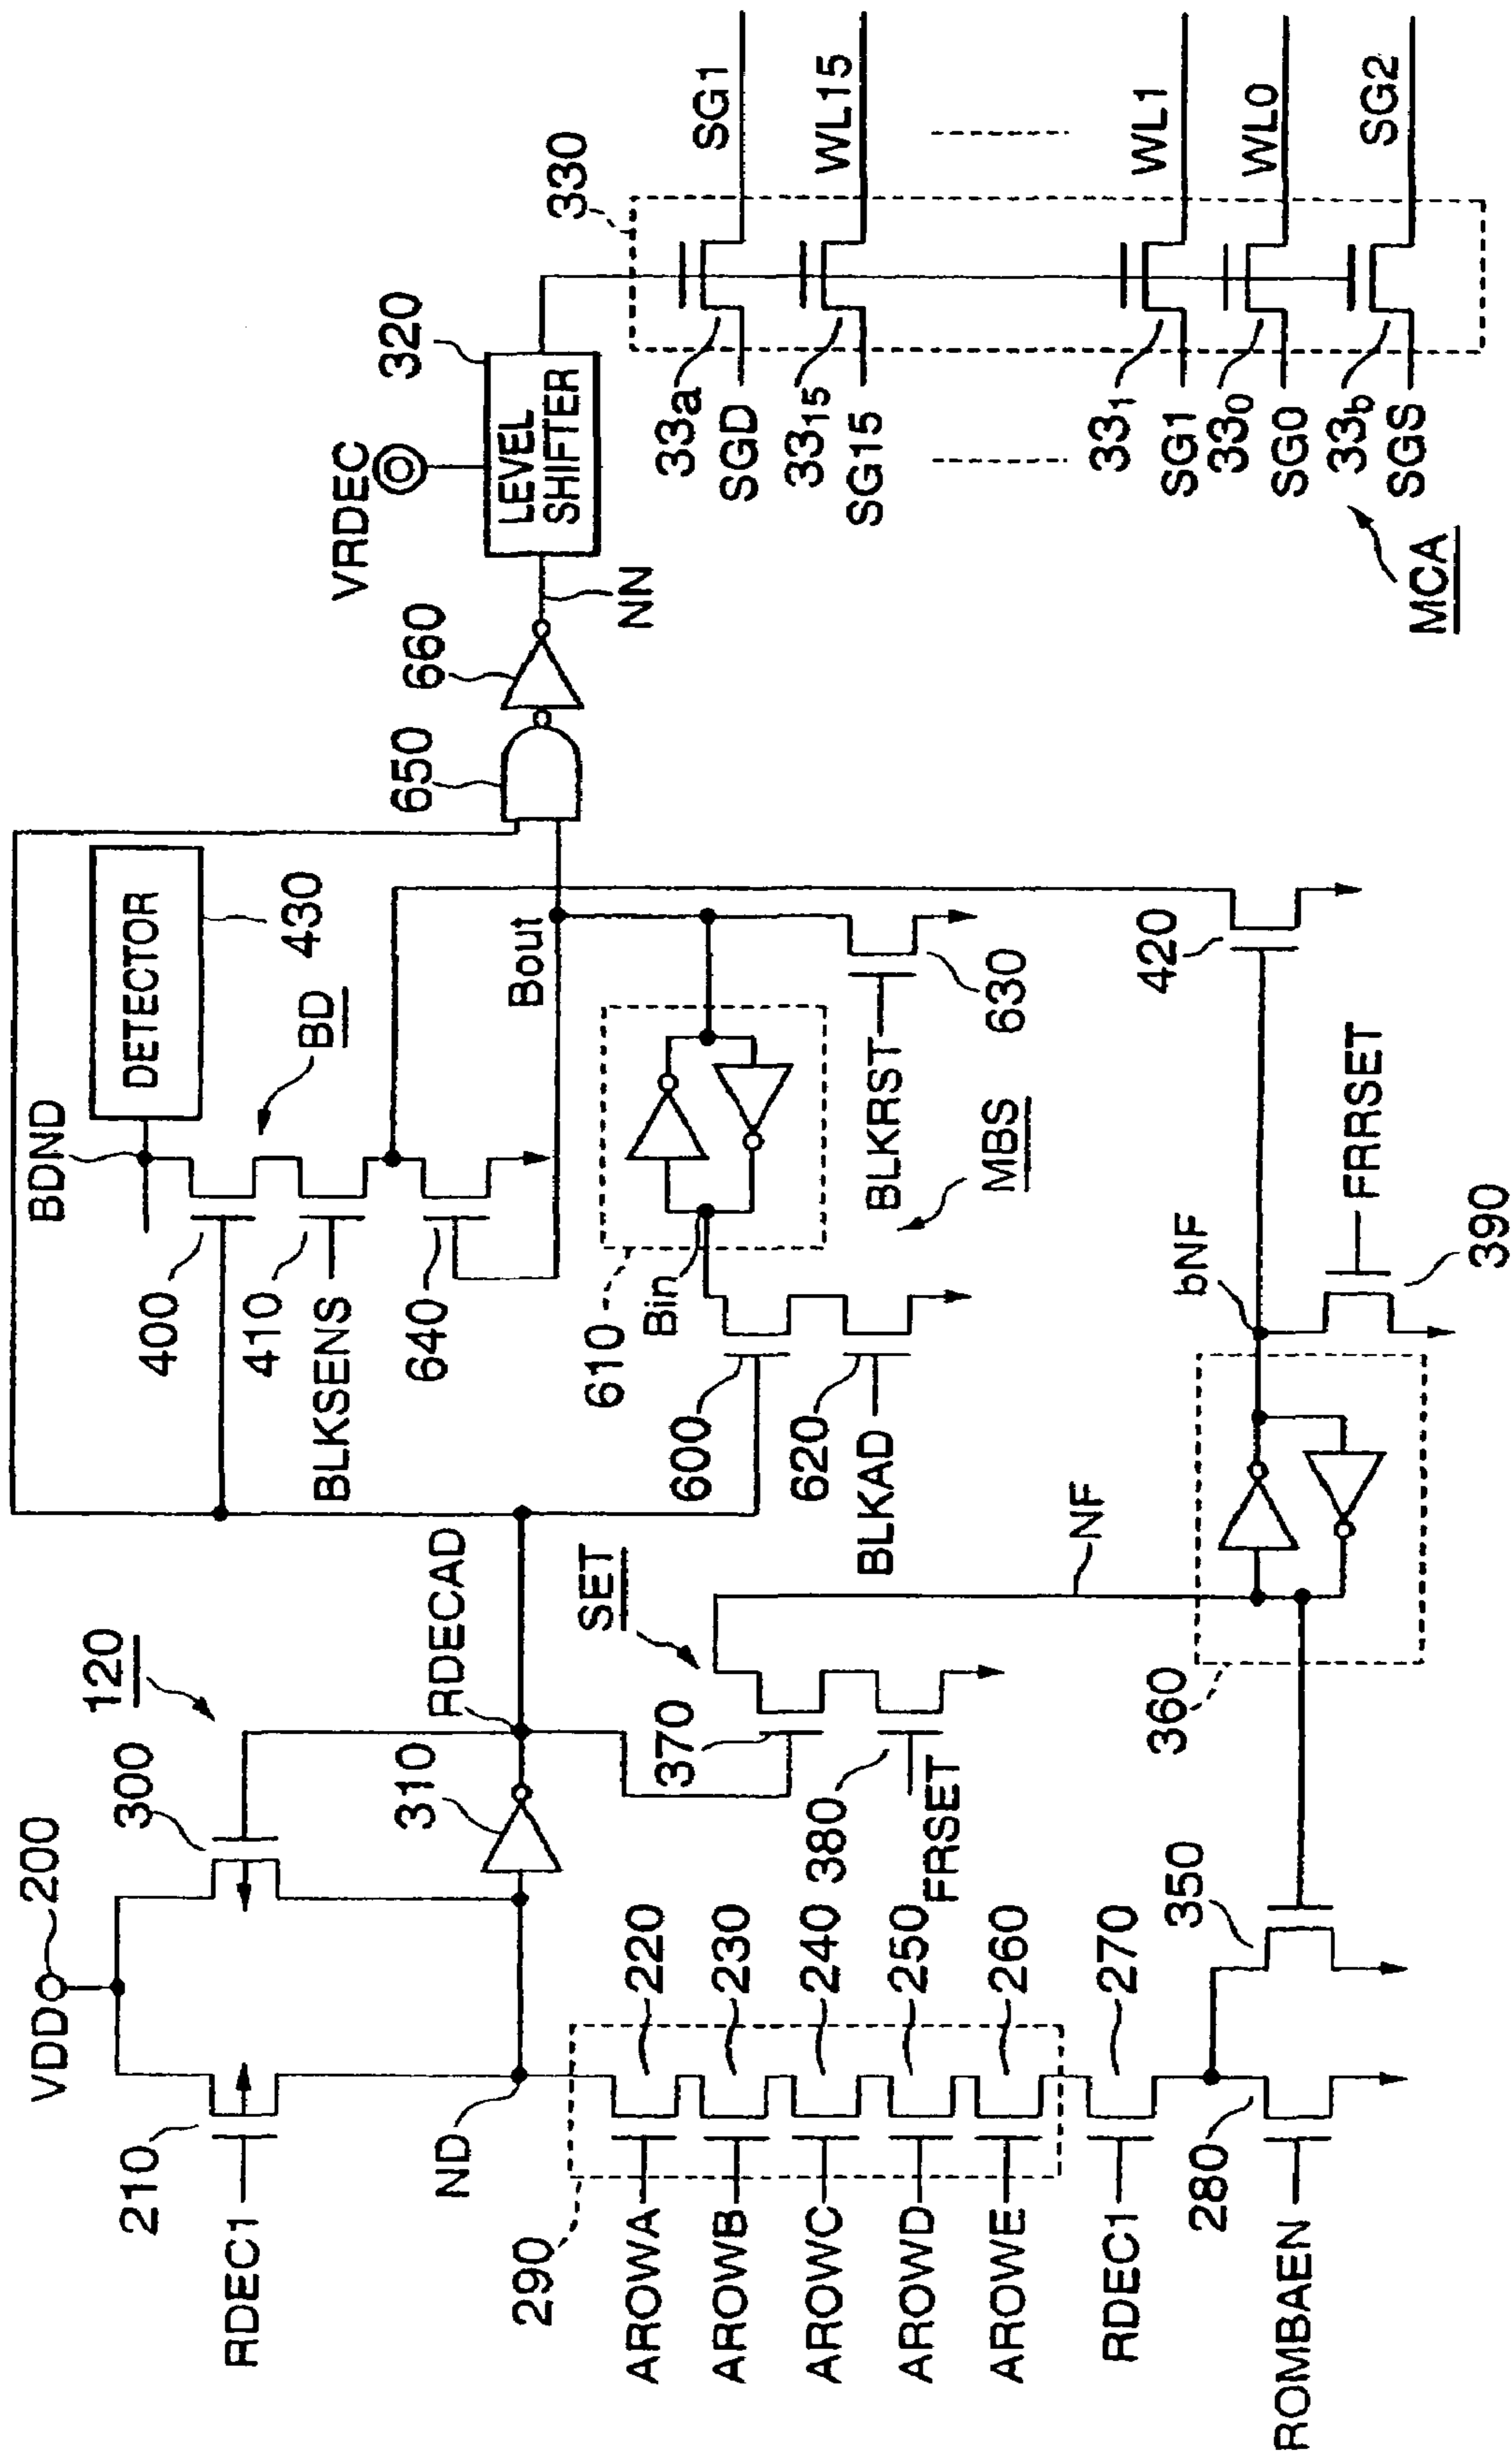 VDD
200
120
210
300
RDEC1
ND
310
RDECAD
290
AROWA
220
AROWB
230
AROWC
240
AROWD
250
AROWE
260
RDEC1
270
ROMBAEN
280
350
SET
370
380
FRSET
NF
360
bNF
FRRSET
390
420
BDND
DETECTOR
430
BD
400
410
BLKSENS
640
Bout
610
Bin
600
620
BLKAD
MBS
BLKRST
630
650
660
NN
VRDEC
320
LEVEL
SHIFTER
330
33a
SGD
SG1
3315
SG15
WL15
331
SG1
WL1
330
SG0
WL0
33b
SGS
SG2
MCA